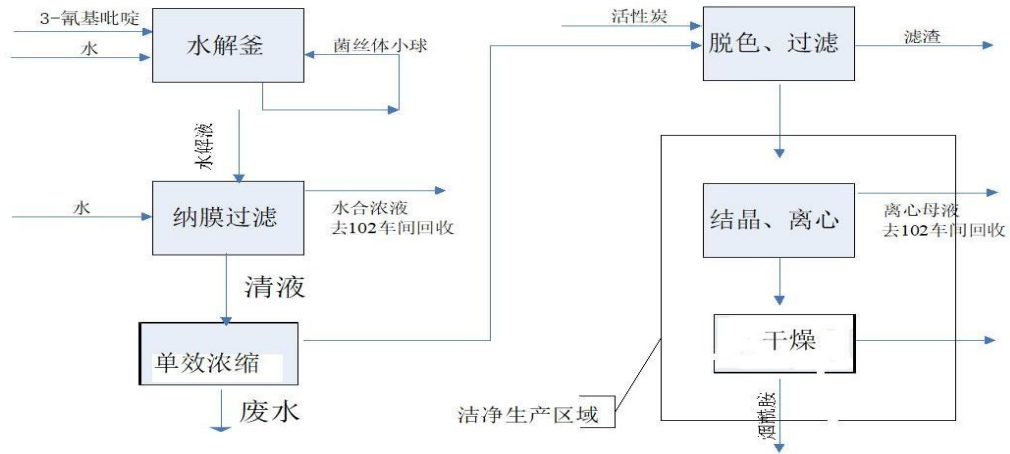 3-氰基吡啶
水
水解釜
菌丝体小球
水解液
水
纳膜过滤
水合浓液
去102车间回收
清液
单效浓缩
废水
活性炭
脱色、过滤
滤渣
结晶、离心
离心母液
去102车间回收
干燥
洁净生产区域
烟酰胺